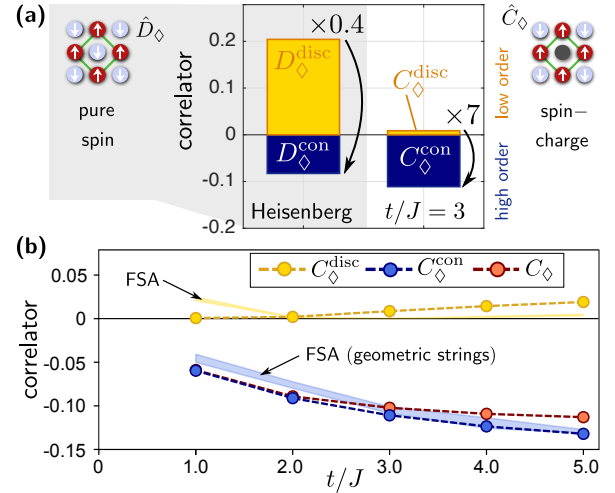 (a)
D̂◊
pure
spin
correlator
0.2
0.1
0
-0.1
-0.2
×0.4
D◊^disc
D◊^con
Heisenberg
C◊^disc
×7
C◊^con
t/J = 3
low order
high order
Ĉ◊
spin−
charge
(b)
correlator
0.05
0
-0.05
-0.10
-0.15
C◊^disc
C◊^con
C◊
FSA
FSA (geometric strings)
0
1.0
2.0
3.0
4.0
5.0
t/J